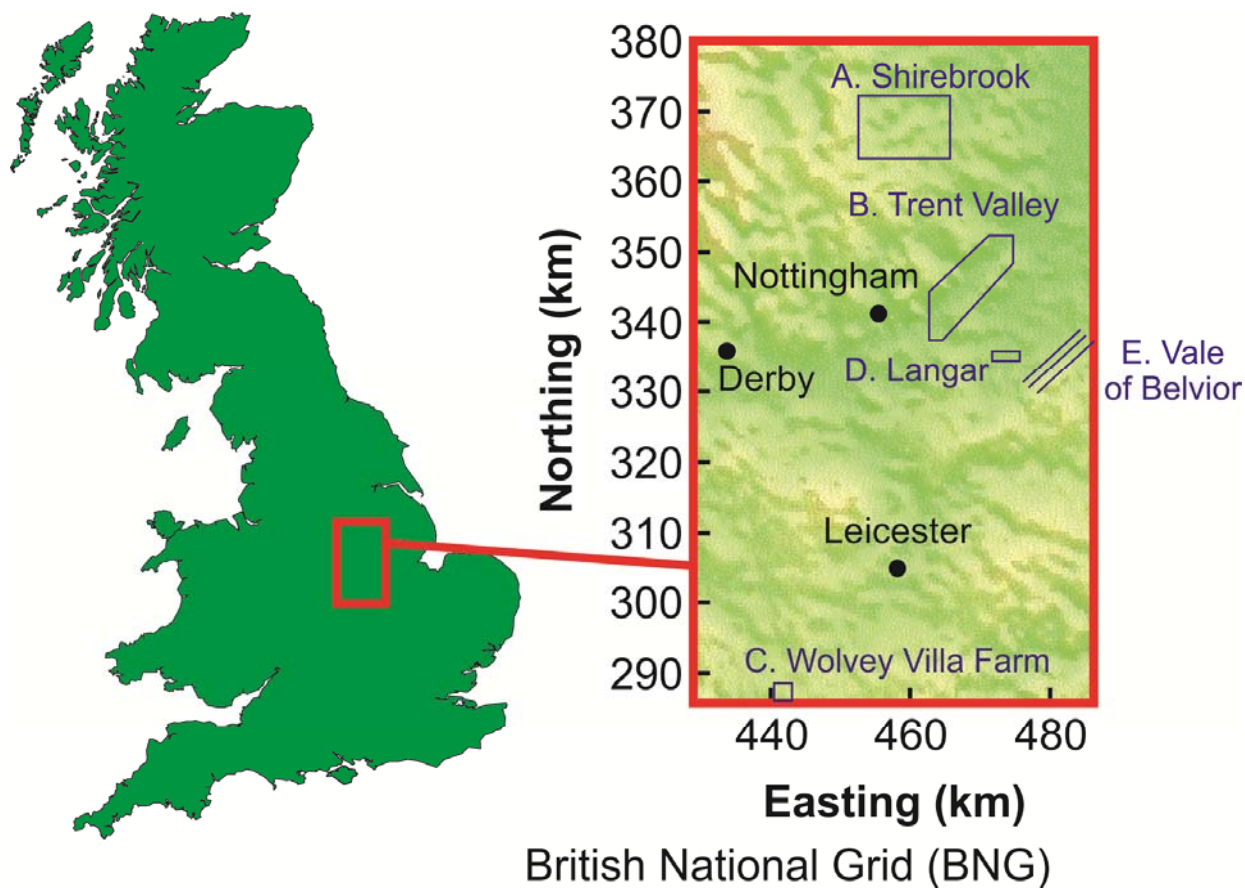 380
370
360
350
340
330
320
310
300
290
Northing (km)
A. Shirebrook
B. Trent Valley
Nottingham
Derby
D. Langar
E. Vale
of Belvior
Leicester
C. Wolvey Villa Farm
440
460
480
Easting (km)
British National Grid (BNG)